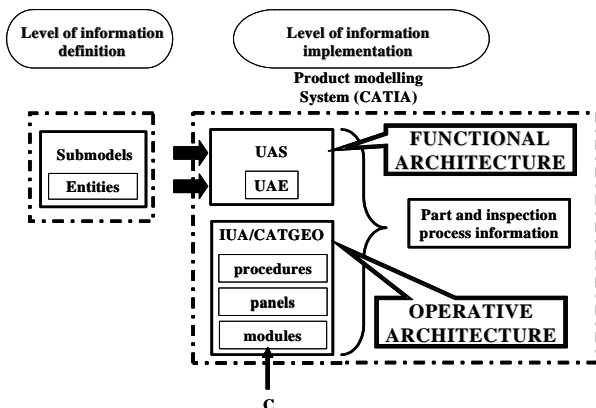 Level of information
definition
Level of information
implementation
Product modelling
System (CATIA)
Submodels
Entities
UAS
UAE
FUNCTIONAL
ARCHITECTURE
Part and inspection
process information
IUA/CATGEO
procedures
panels
modules
OPERATIVE
ARCHITECTURE
C